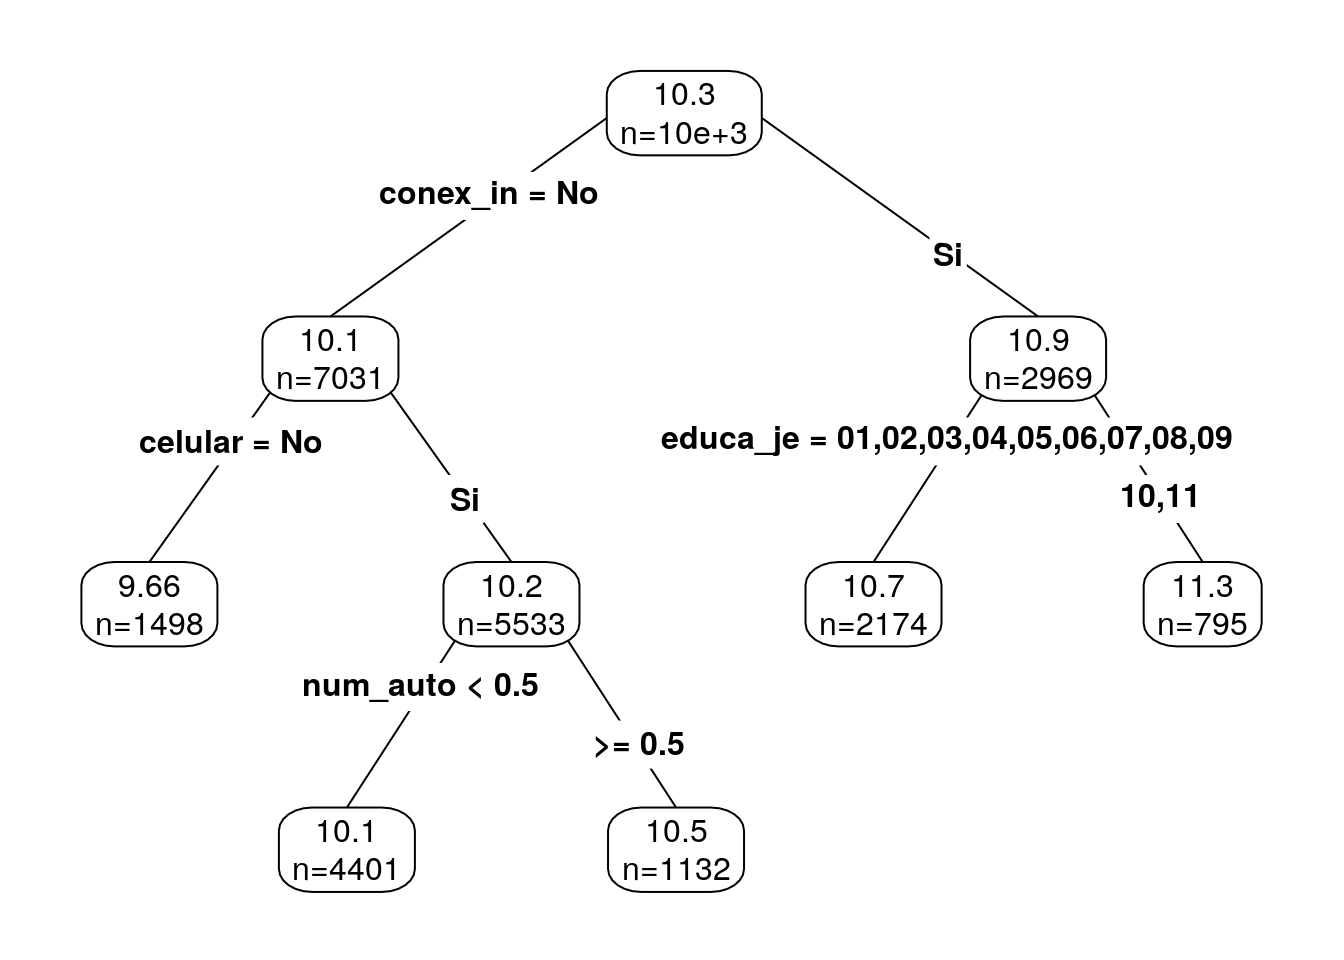 10.3
n=10e+3
conex_in = No
Si
10.1
n=7031
10.9
n=2969
celular = No
Si
educa_je = 01,02,03,04,05,06,07,08,09
10,11
9.66
n=1498
10.2
n=5533
10.7
n=2174
11.3
n=795
num_auto < 0.5
>= 0.5
10.1
n=4401
10.5
n=1132